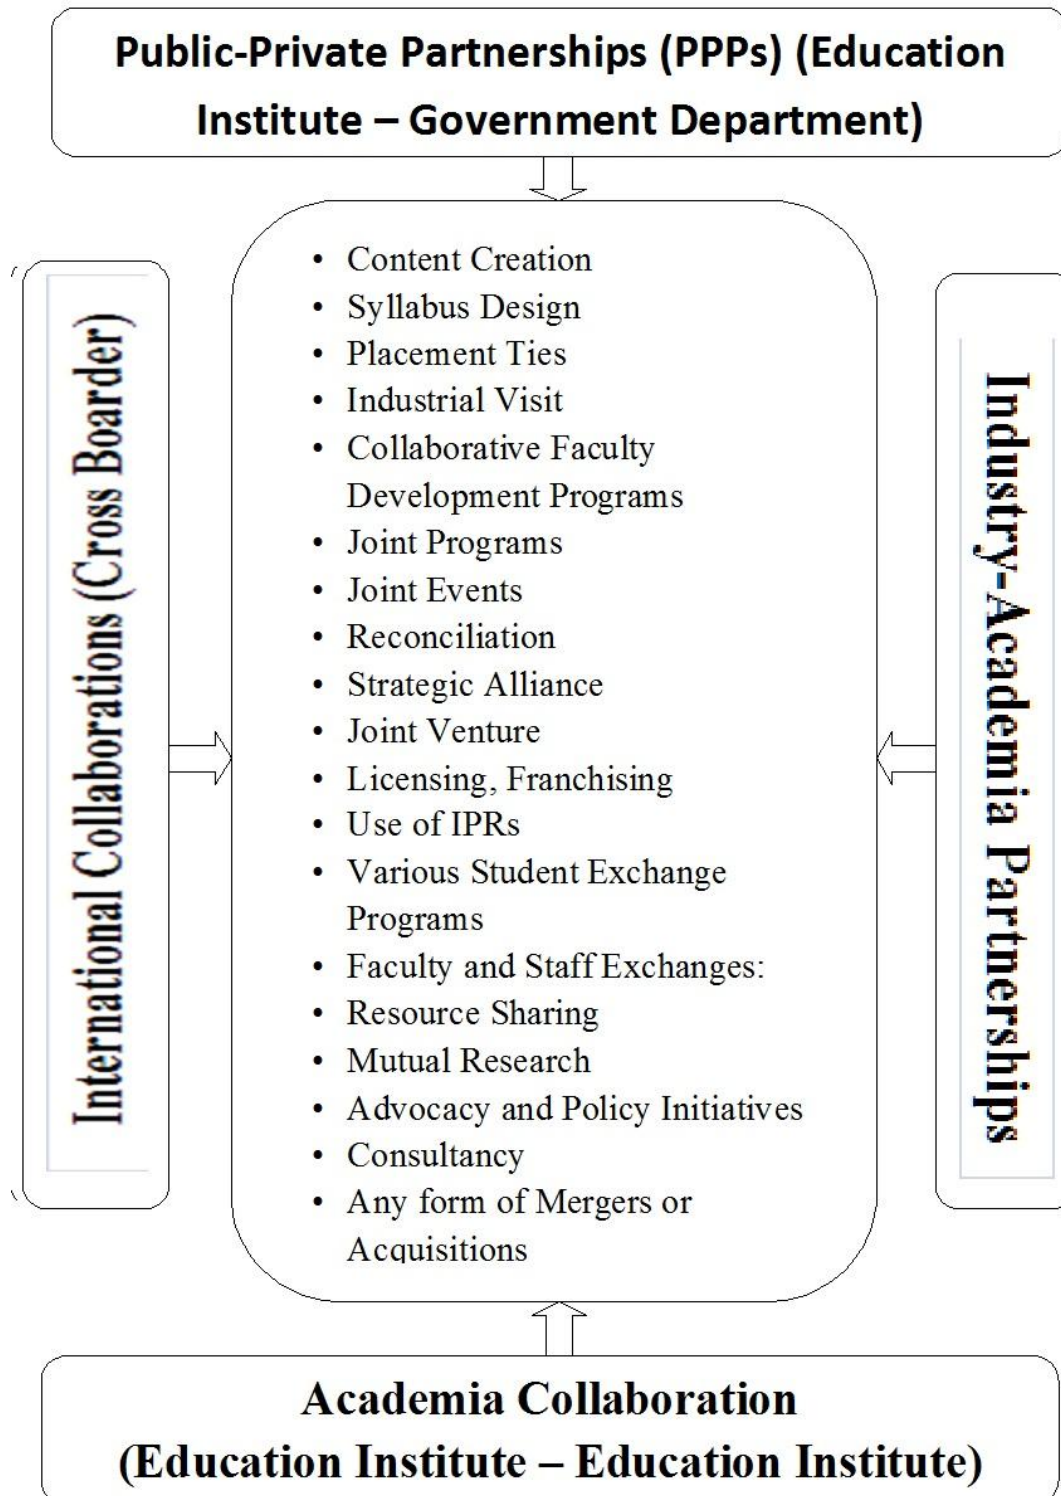 Public-Private Partnerships (PPPs) (Education
Institute – Government Department)
International Collaborations (Cross Boarder)
• Content Creation
• Syllabus Design
• Placement Ties
• Industrial Visit
• Collaborative Faculty
Development Programs
• Joint Programs
• Joint Events
• Reconciliation
• Strategic Alliance
• Joint Venture
• Licensing, Franchising
• Use of IPRs
• Various Student Exchange
Programs
• Faculty and Staff Exchanges:
• Resource Sharing
• Mutual Research
• Advocacy and Policy Initiatives
• Consultancy
• Any form of Mergers or
Acquisitions
Industry-Academia Partnerships
Academia Collaboration
(Education Institute – Education Institute)